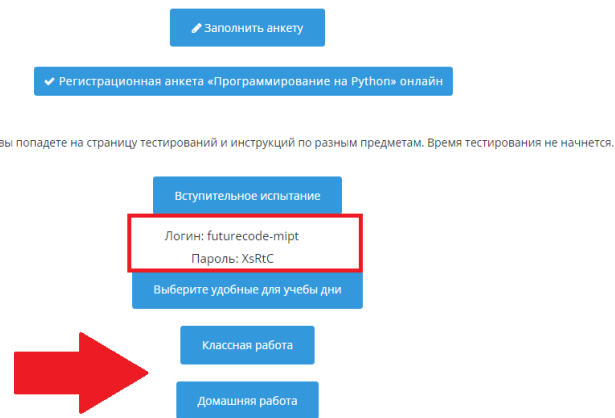 Заполнить анкету
Регистрационная анкета «Программирование на Python» онлайн
вы попадете на страницу тестирований и инструкций по разным предметам. Время тестирования не начнется.
Вступительное испытание
Логин: futurecode-mipt
Пароль: XsRtC
Выберите удобные для учебы дни
Классная работа
Домашняя работа